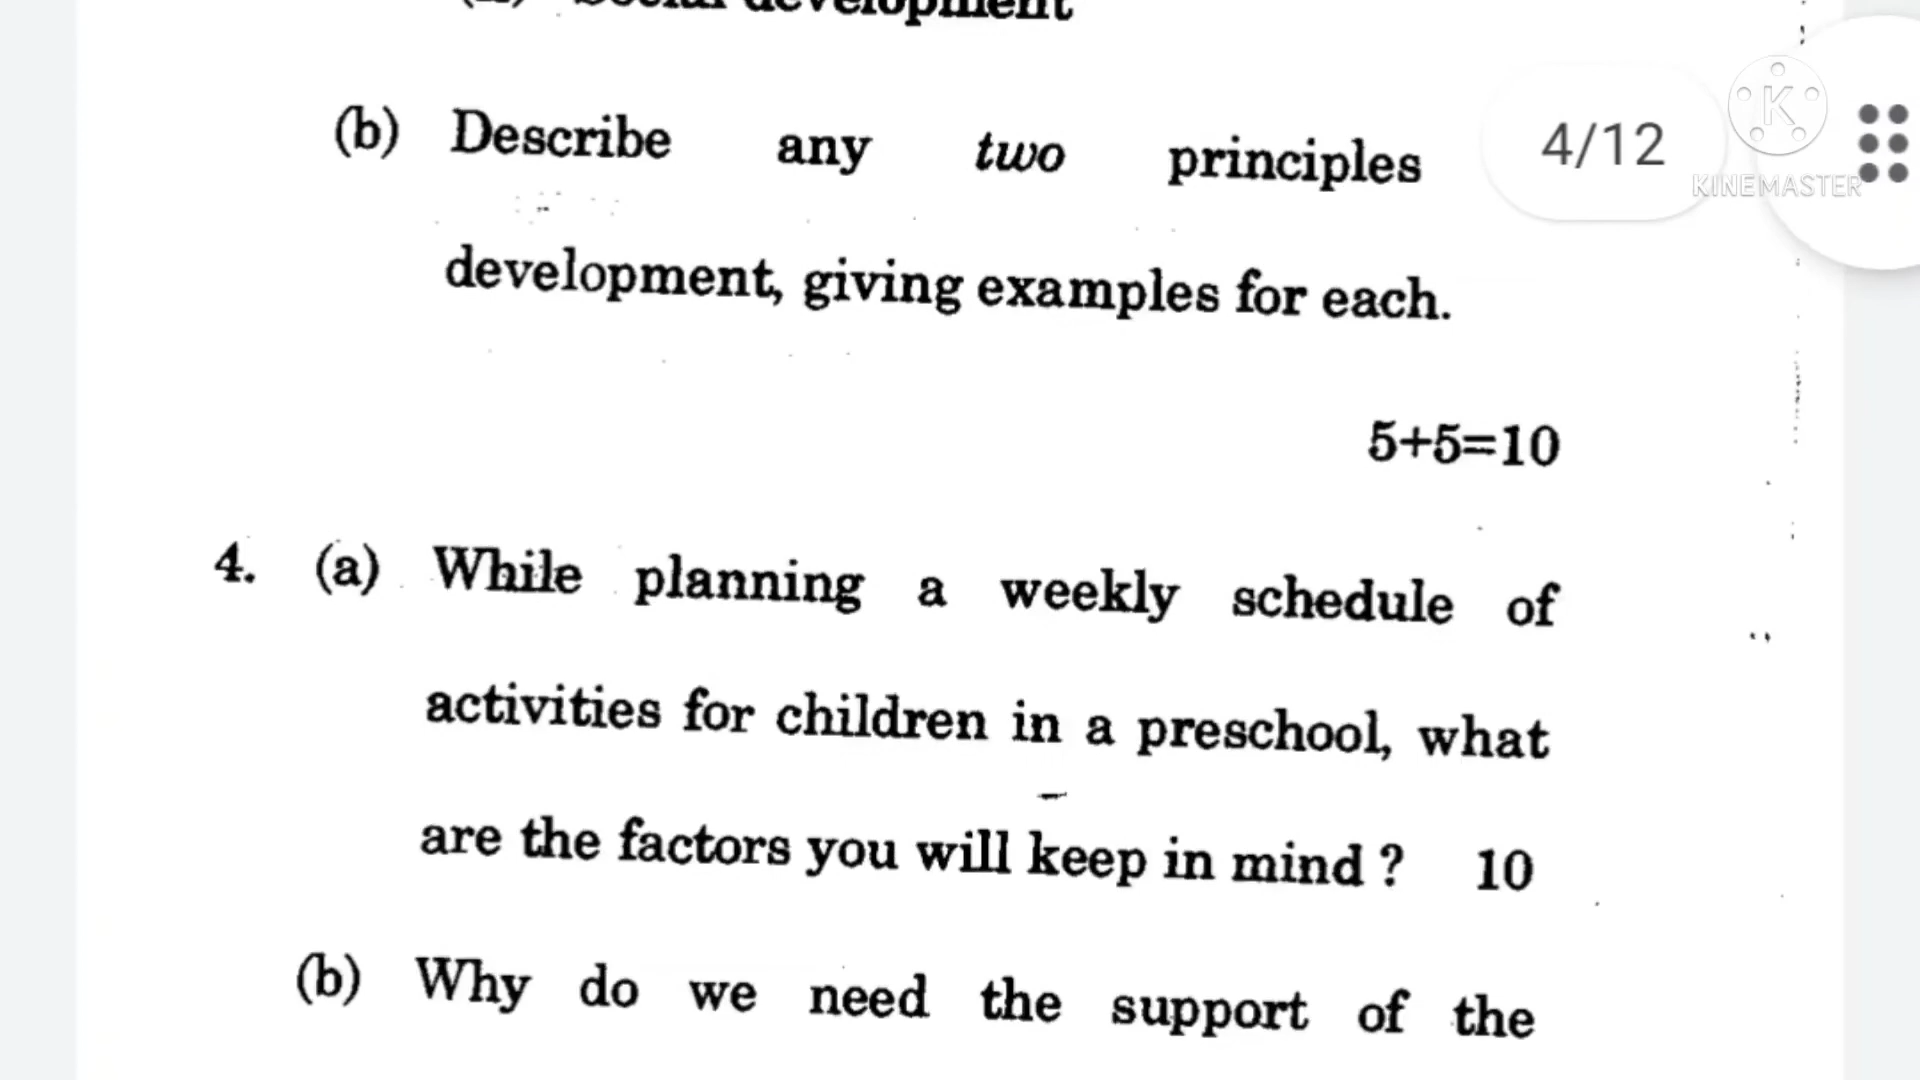 Social development
(b) Describe any two principles
development, giving examples for each.
5+5=10
4. (a) While planning a weekly schedule of
activities for children in a preschool, what
are the factors you will keep in mind ? 10
(b) Why do we need the support of the
4/12
K
KINEMASTER